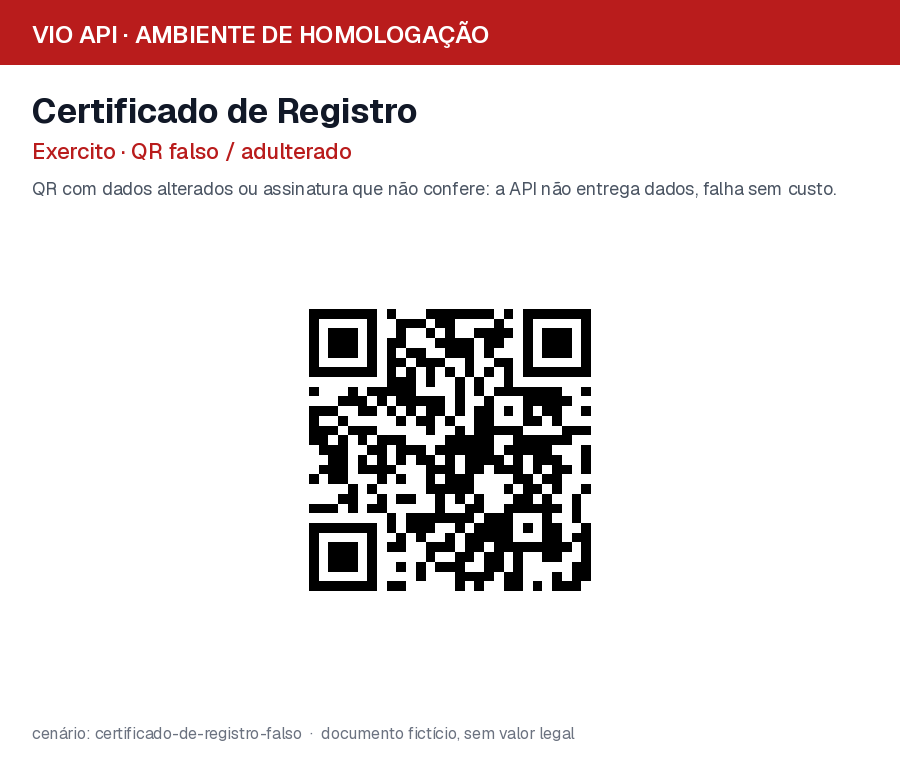 VIO API · AMBIENTE DE HOMOLOGAÇÃO
Certificado de Registro
Exercito · QR falso / adulterado
QR com dados alterados ou assinatura que não confere: a API não entrega dados, falha sem custo.
cenário: certificado-de-registro-falso · documento fictício, sem valor legal